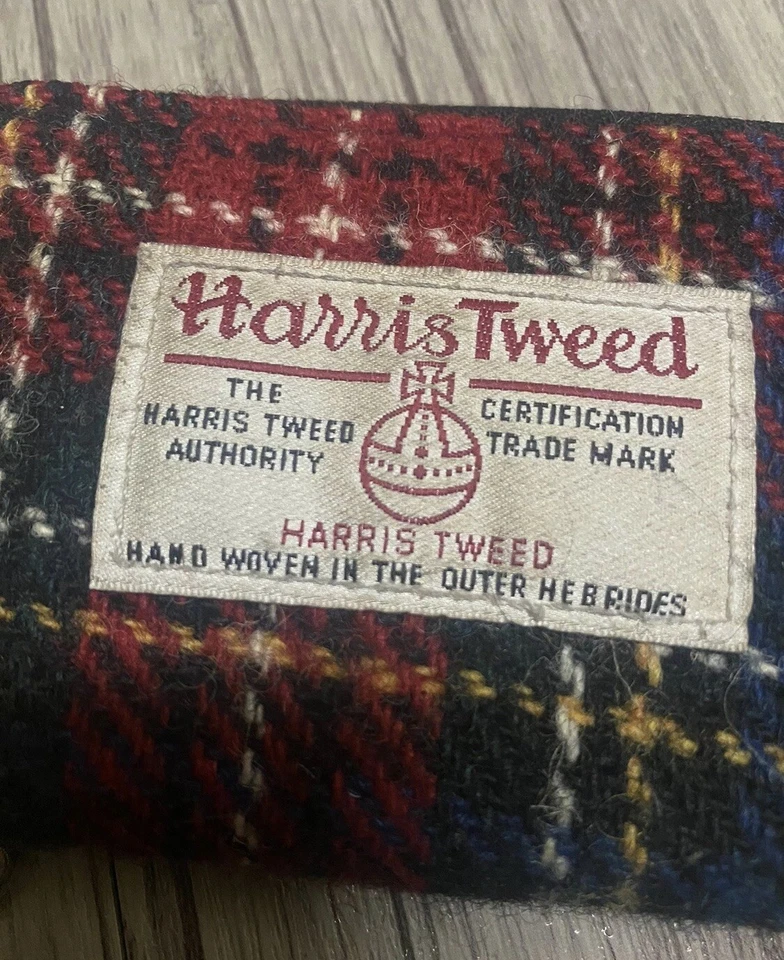 Harris Tweed
THE
HARRIS TWEED
AUTHORITY
CERTIFICATION
TRADE MARK
HARRIS TWEED
HAND WOVEN IN THE OUTER HEBRIDES